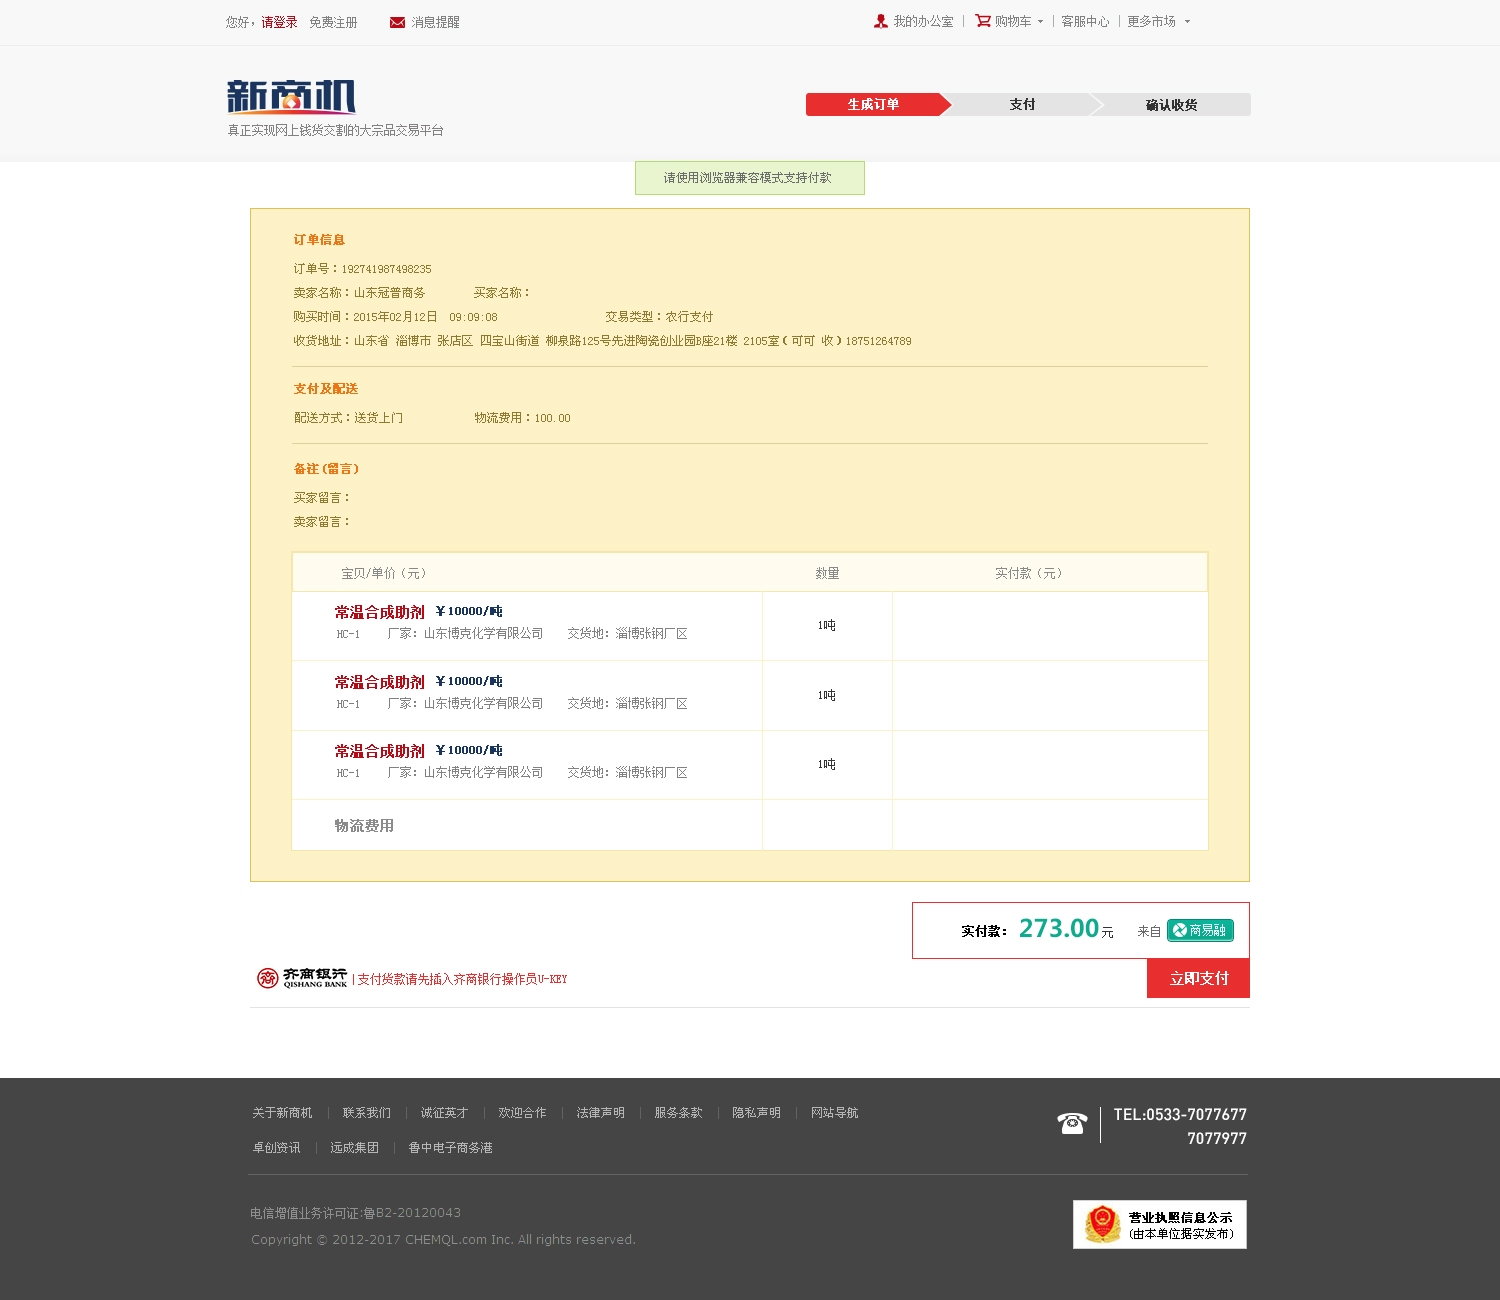 您好，请登录 免费注册 消息提醒 我的办公室 购物车 客服中心 更多市场
新商机
真正实现网上钱货交割的大宗品交易平台
生成订单 支付 确认收货
请使用浏览器兼容模式支持付款
订单信息
订单号：192741987498235
卖家名称：山东冠普商务 买家名称：
购买时间：2015年02月12日 09:09:08 交易类型：农行支付
收货地址：山东省 淄博市 张店区 四宝山街道 柳泉路125号先进陶瓷创业园B座21楼 2105室（可可 收）18751264789
支付及配送
配送方式：送货上门 物流费用：100.00
备注(留言)
买家留言：
卖家留言：
宝贝/单价（元） 数量 实付款（元）
常温合成助剂 ￥10000/吨
HC-1 厂家：山东博克化学有限公司 交货地：淄博张钢厂区
1吨
常温合成助剂 ￥10000/吨
HC-1 厂家：山东博克化学有限公司 交货地：淄博张钢厂区
1吨
常温合成助剂 ￥10000/吨
HC-1 厂家：山东博克化学有限公司 交货地：淄博张钢厂区
1吨
物流费用
实付款：273.00元 来自 商易融
齐商银行 QISHANG BANK |支付货款请先插入齐商银行操作员U-KEY
立即支付
关于新商机 联系我们 诚征英才 欢迎合作 法律声明 服务条款 隐私声明 网站导航
卓创资讯 远成集团 鲁中电子商务港
TEL:0533-7077677
7077977
电信增值业务许可证:鲁B2-20120043
Copyright © 2012-2017 CHEMQL.com Inc. All rights reserved.
营业执照信息公示
(由本单位据实发布)